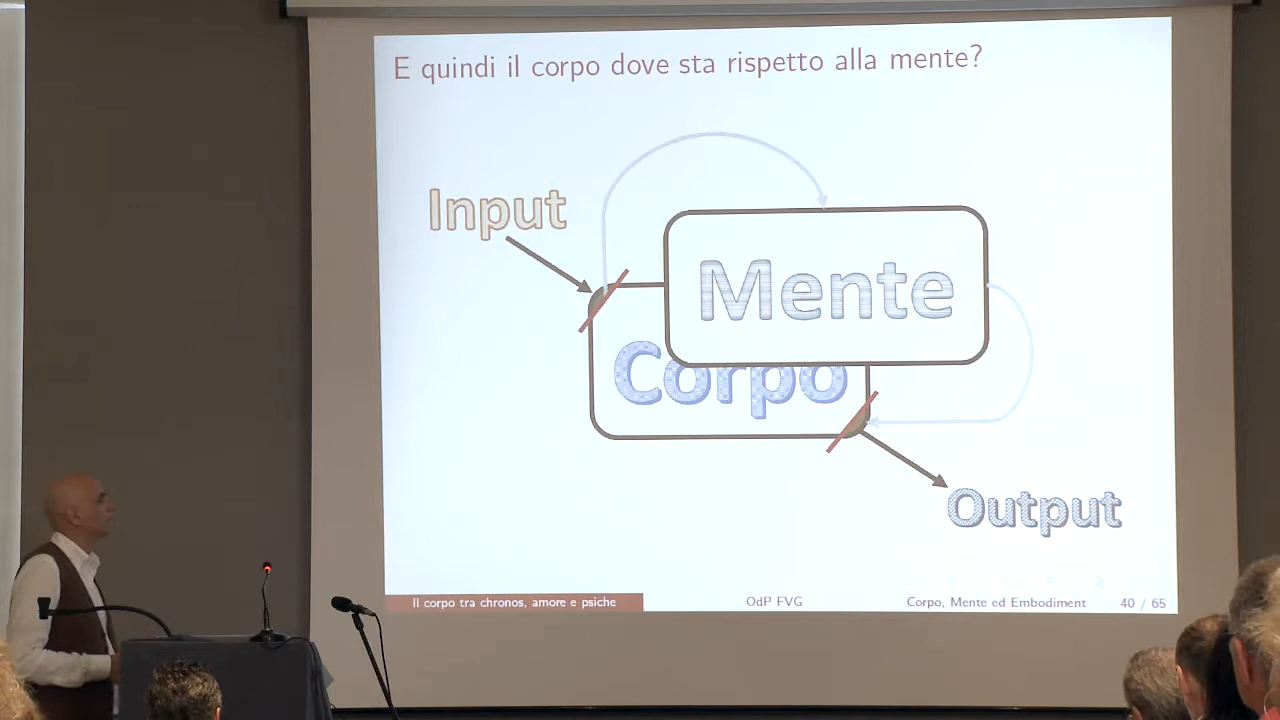 E quindi il corpo dove sta rispetto alla mente?
Input
Mente
Corpo
Output
Il corpo tra chronos, amore e psiche
OdP FVG
Corpo, Mente ed Embodiment
40 / 65